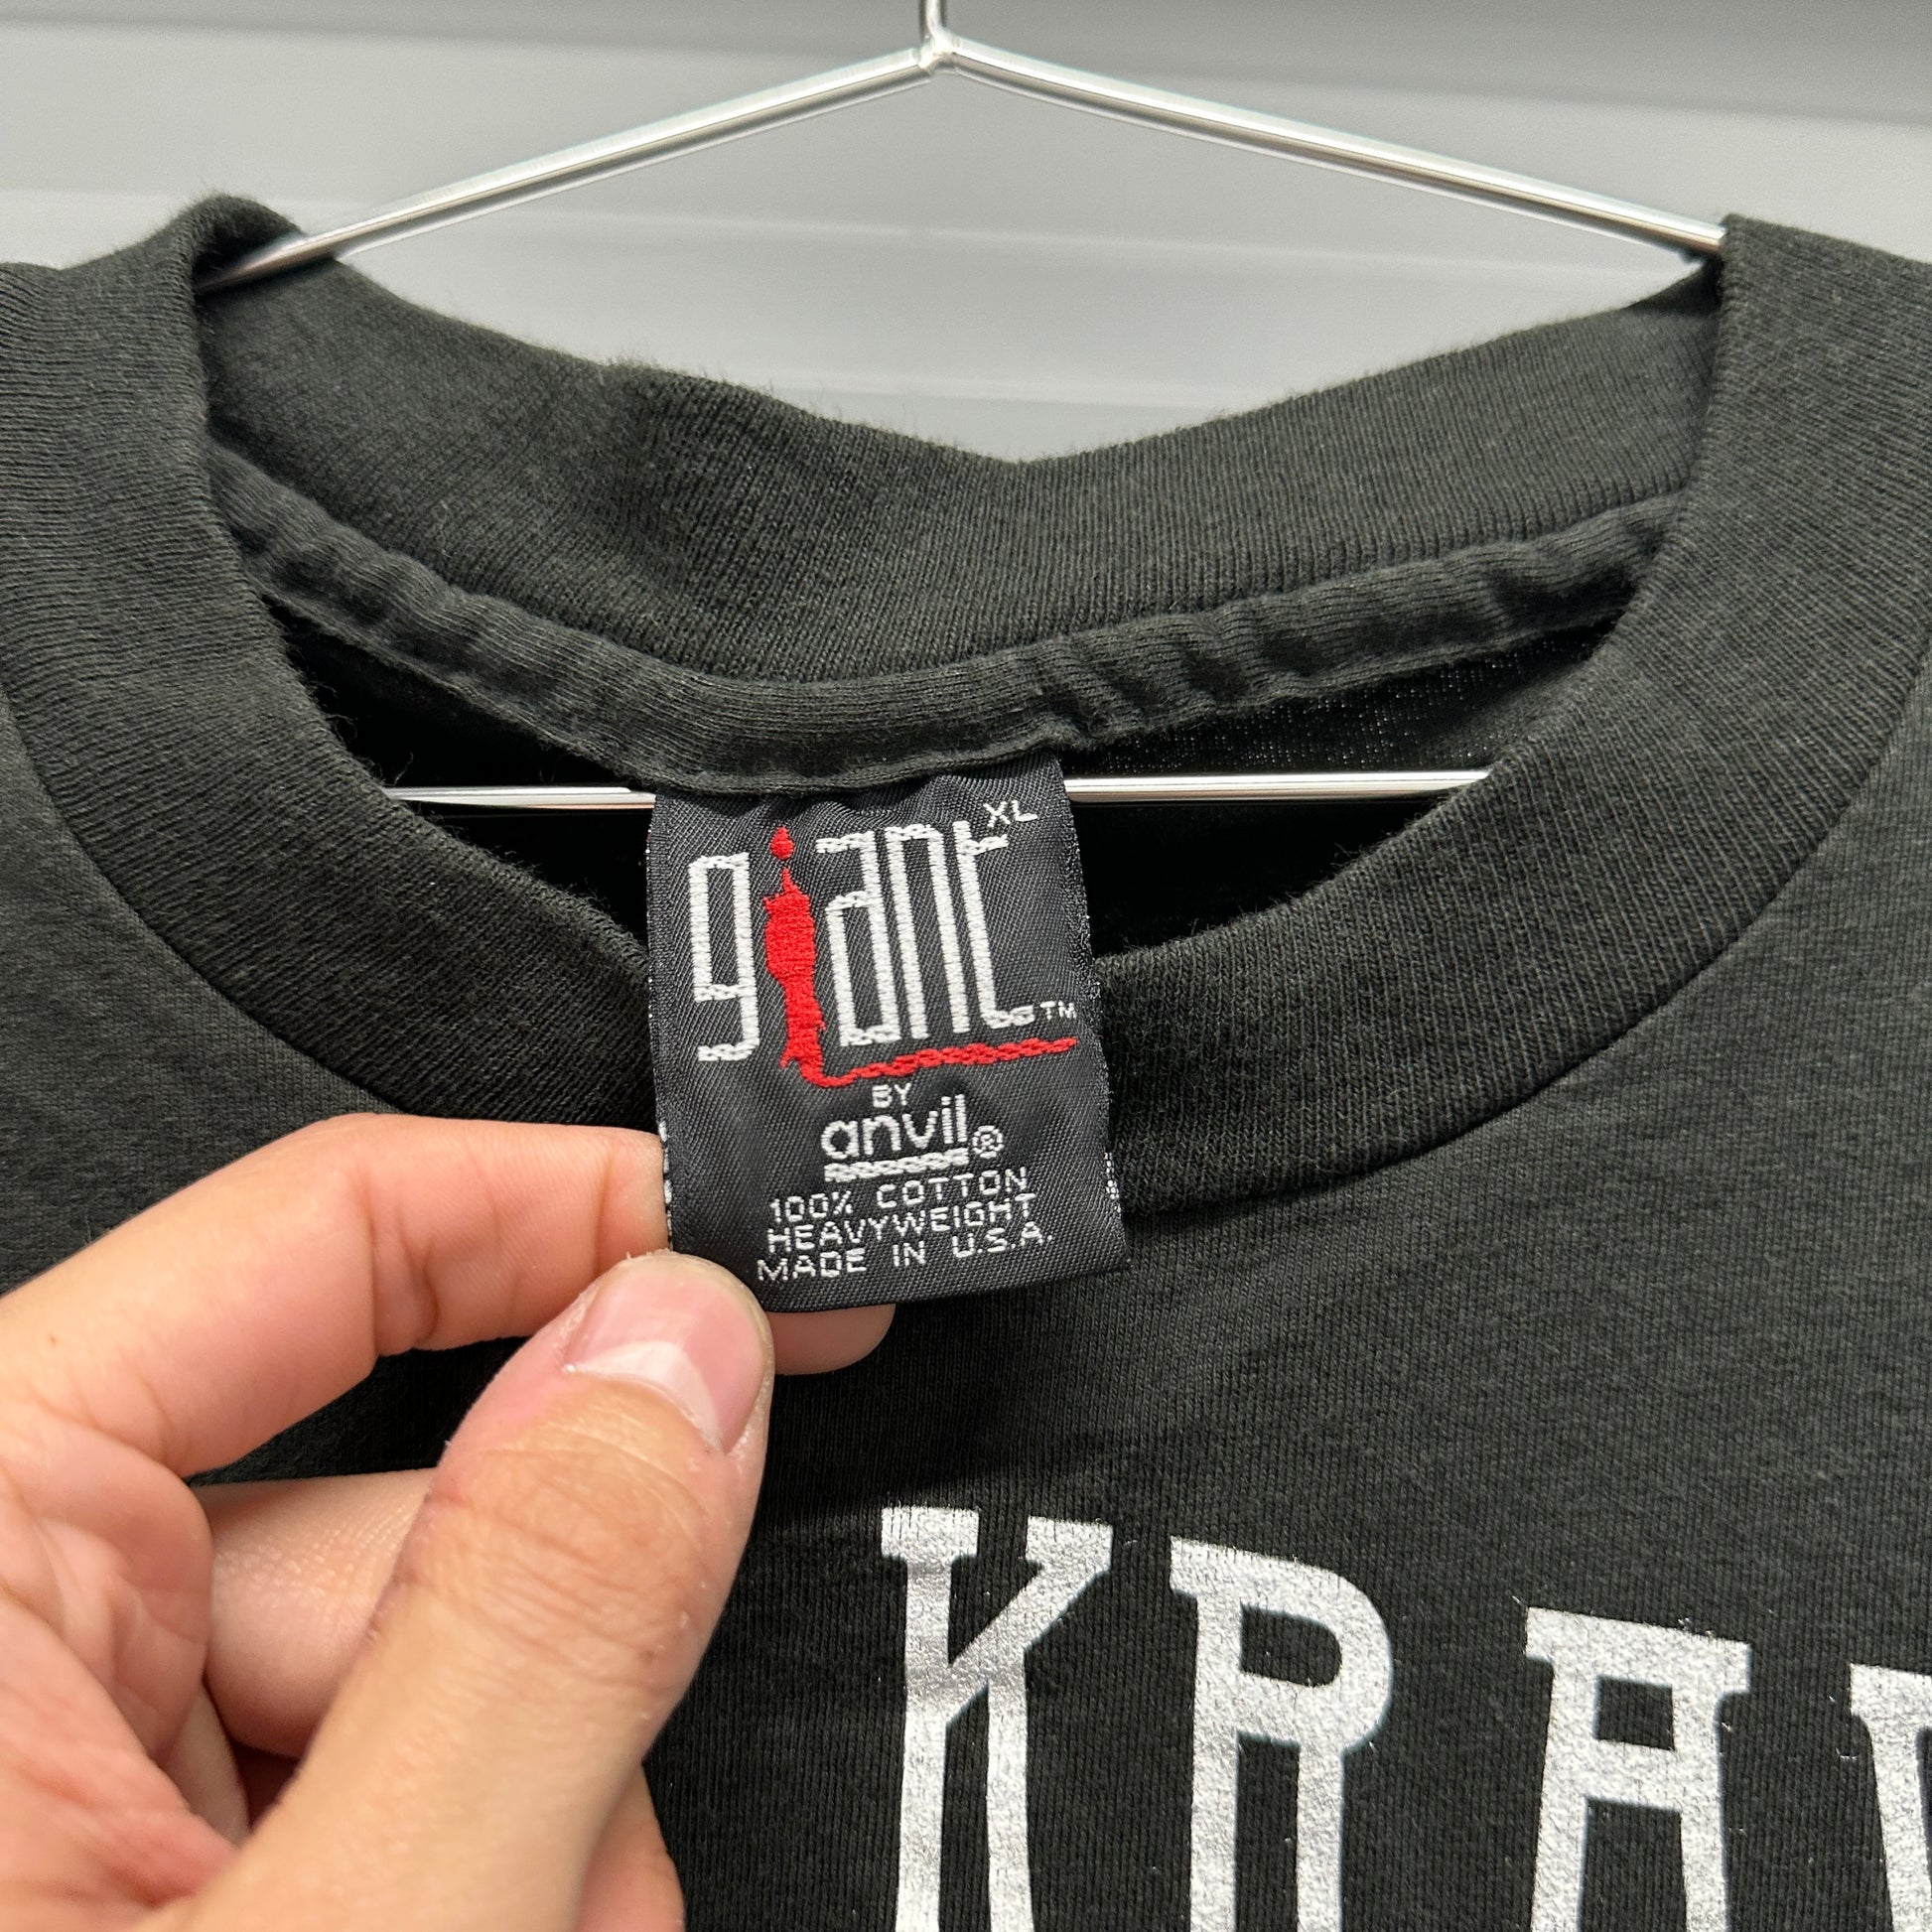 giant XL
TM
BY
anvil®
100% COTTON
HEAVYWEIGHT
MADE IN U.S.A.
KRA